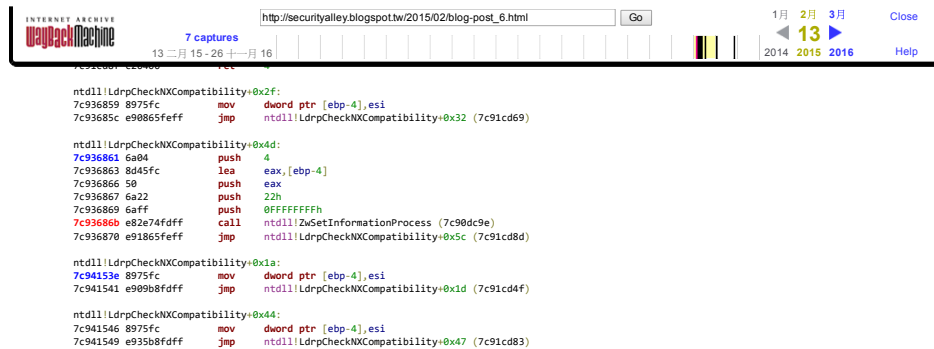 INTERNET ARCHIVE
WayBackMachine
http://securityalley.blogspot.tw/2015/02/blog-post_6.html
Go
7 captures
13 二月 15 - 26 十一月 16
1月 2月 3月
13
2014 2015 2016
Close
Help
ntdll!LdrpCheckNXCompatibility+0x2f:
7c936859 8975fc mov dword ptr [ebp-4],esi
7c93685c e90865feff jmp ntdll!LdrpCheckNXCompatibility+0x32 (7c91cd69)
ntdll!LdrpCheckNXCompatibility+0x4d:
7c936861 6a04 push 4
7c936863 8d45fc lea eax,[ebp-4]
7c936866 50 push eax
7c936867 6a22 push 22h
7c936869 6aff push 0FFFFFFFFh
7c93686b e82e74fdff call ntdll!ZwSetInformationProcess (7c90dc9e)
7c936870 e91865feff jmp ntdll!LdrpCheckNXCompatibility+0x5c (7c91cd8d)
ntdll!LdrpCheckNXCompatibility+0x1a:
7c94153e 8975fc mov dword ptr [ebp-4],esi
7c941541 e909b8fdff jmp ntdll!LdrpCheckNXCompatibility+0x1d (7c91cd4f)
ntdll!LdrpCheckNXCompatibility+0x44:
7c941546 8975fc mov dword ptr [ebp-4],esi
7c941549 e935b8fdff jmp ntdll!LdrpCheckNXCompatibility+0x47 (7c91cd83)